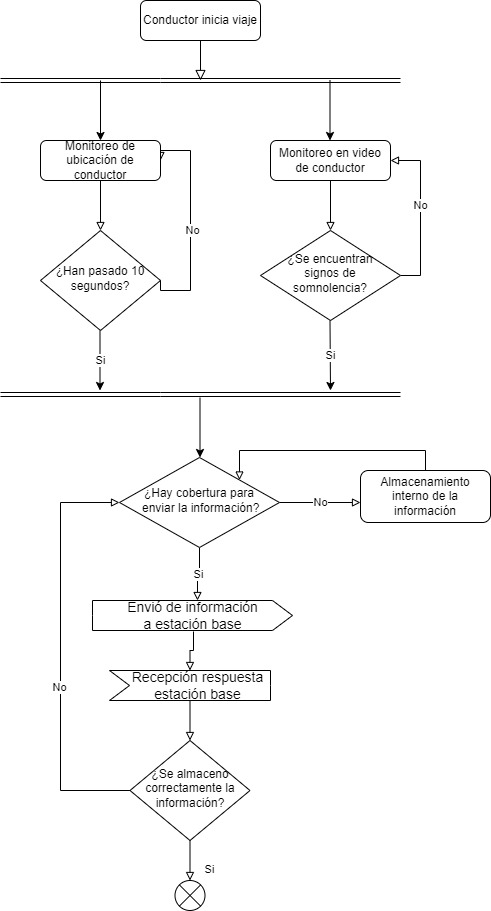 Conductor inicia viaje
Monitoreo de
ubicación de
conductor
Monitoreo en video
de conductor
No
No
¿Han pasado 10
segundos?
¿Se encuentran
signos de
somnolencia?
Si
Si
¿Hay cobertura para
enviar la información?
No
Almacenamiento
interno de la
información
Si
Envió de información
a estación base
Recepción respuesta
estación base
No
¿Se almaceno
correctamente la
información?
Si